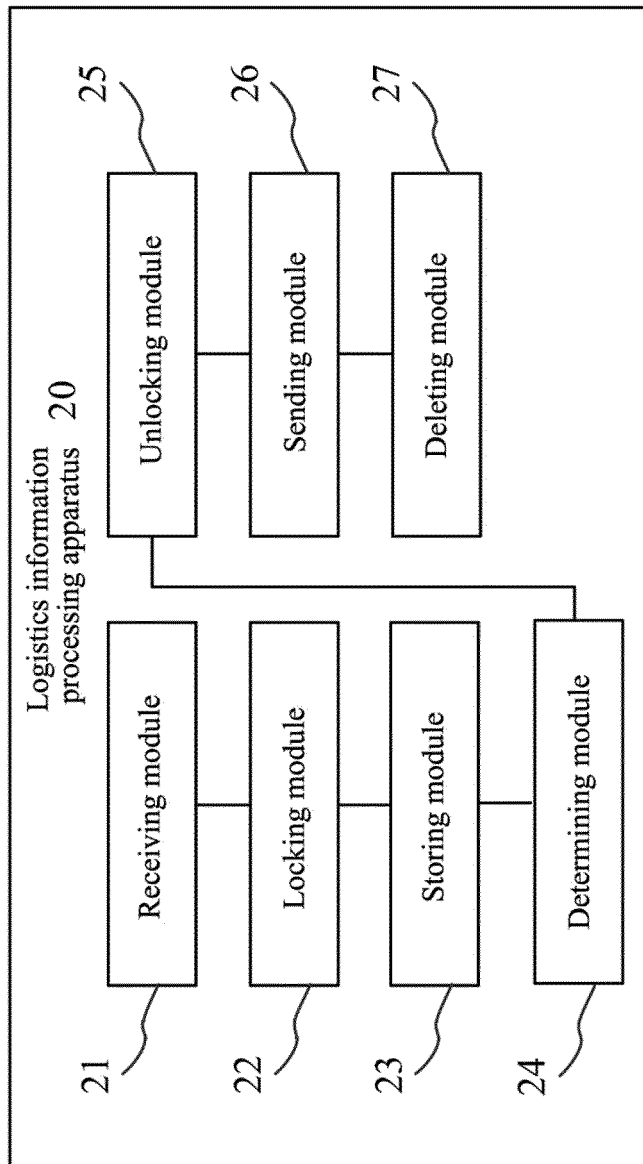 Logistics information
processing apparatus 20
21
Receiving module
22
Locking module
23
Storing module
24
Determining module
Unlocking module
25
Sending module
26
Deleting module
27